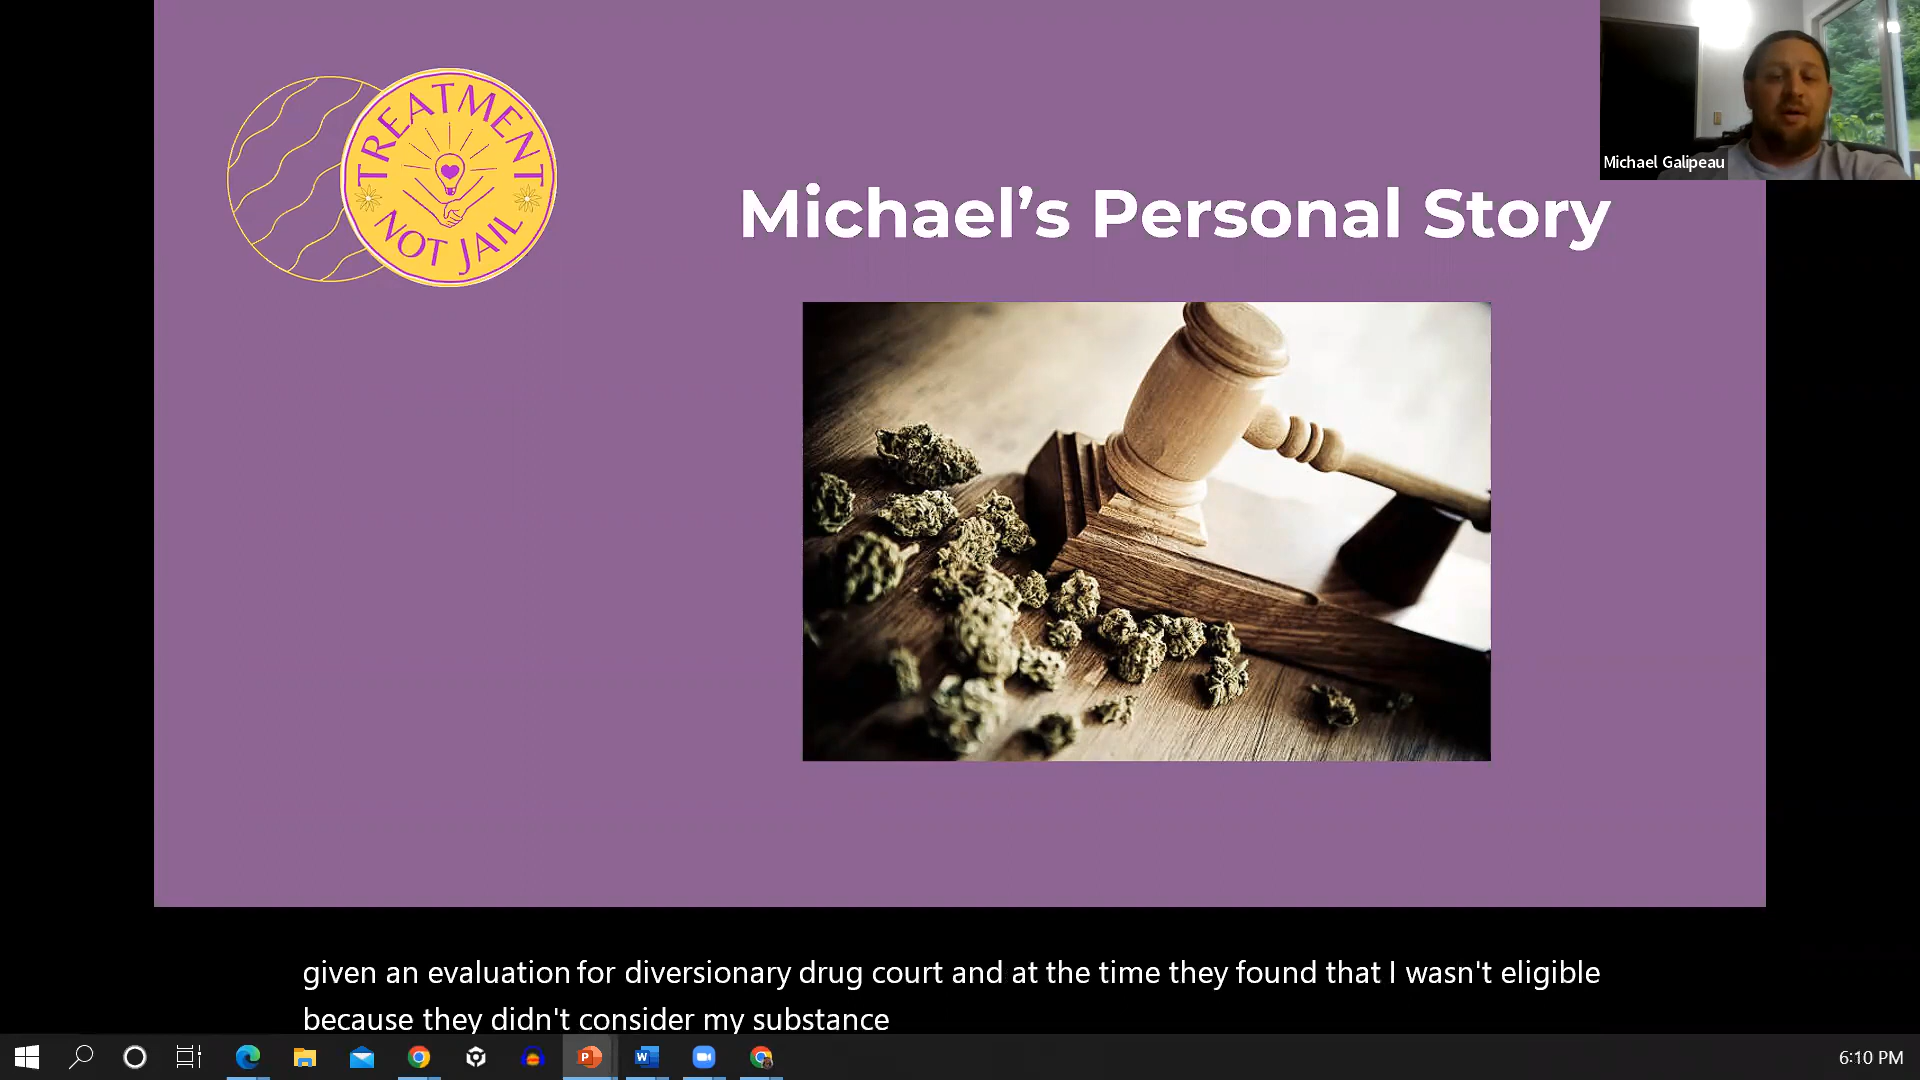 TREATMENT
NOT JAIL
Michael Galipeau
Michael’s Personal Story
given an evaluation for diversionary drug court and at the time they found that I wasn't eligible
because they didn't consider my substance
6:10 PM